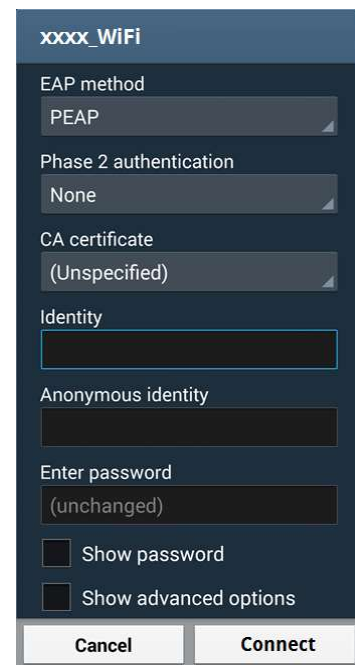 xxxx_WiFi
EAP method
PEAP
Phase 2 authentication
None
CA certificate
(Unspecified)
Identity
Anonymous identity
Enter password
(unchanged)
Show password
Show advanced options
Cancel Connect